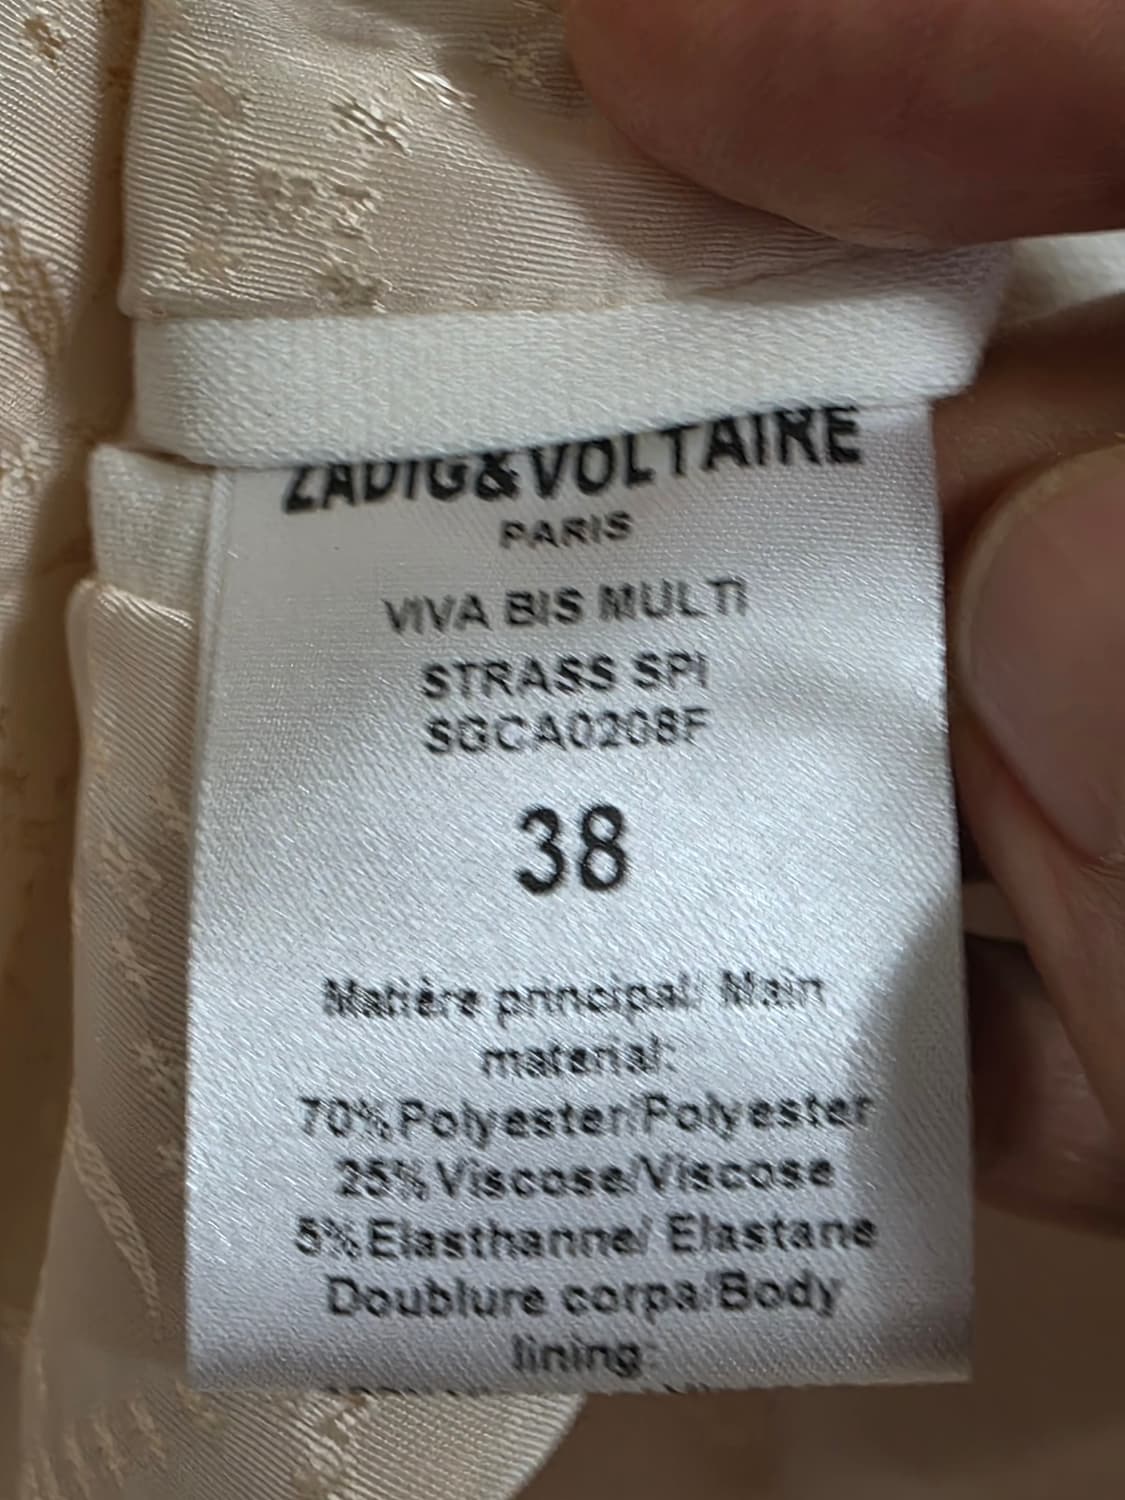 ZADIG&VOLTAIRE
PARIS
VIVA BIS MULTI
STRASS SPI
SGCA0208F
38
Matière principal/ Main
material:
70%Polyester/Polyester
25%Viscose/Viscose
5%Elasthanne/ Elastane
Doublure corps/Body
lining: